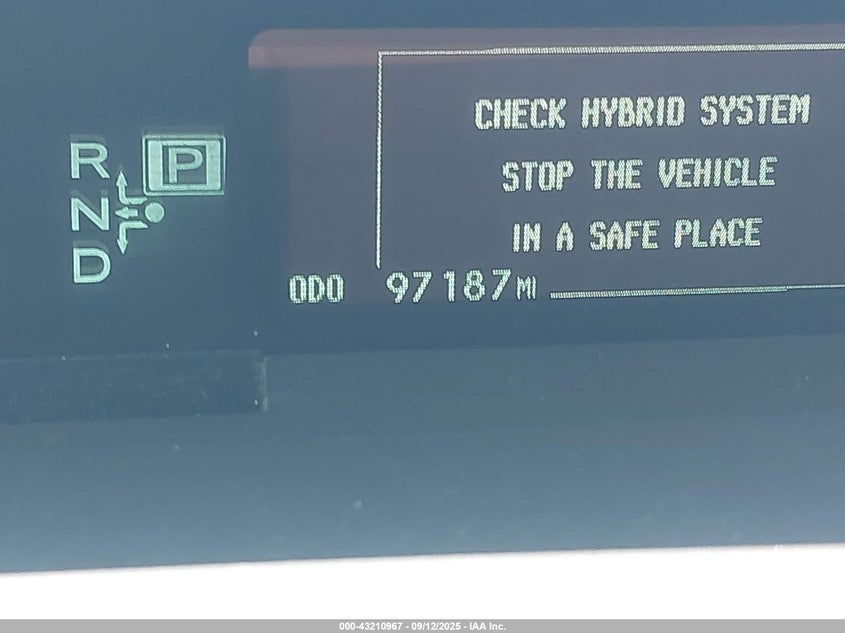 CHECK HYBRID SYSTEM
STOP THE VEHICLE
IN A SAFE PLACE
R P
N
D
ODO 97187 MI
000-43210967 - 09/12/2025 - IAA Inc.